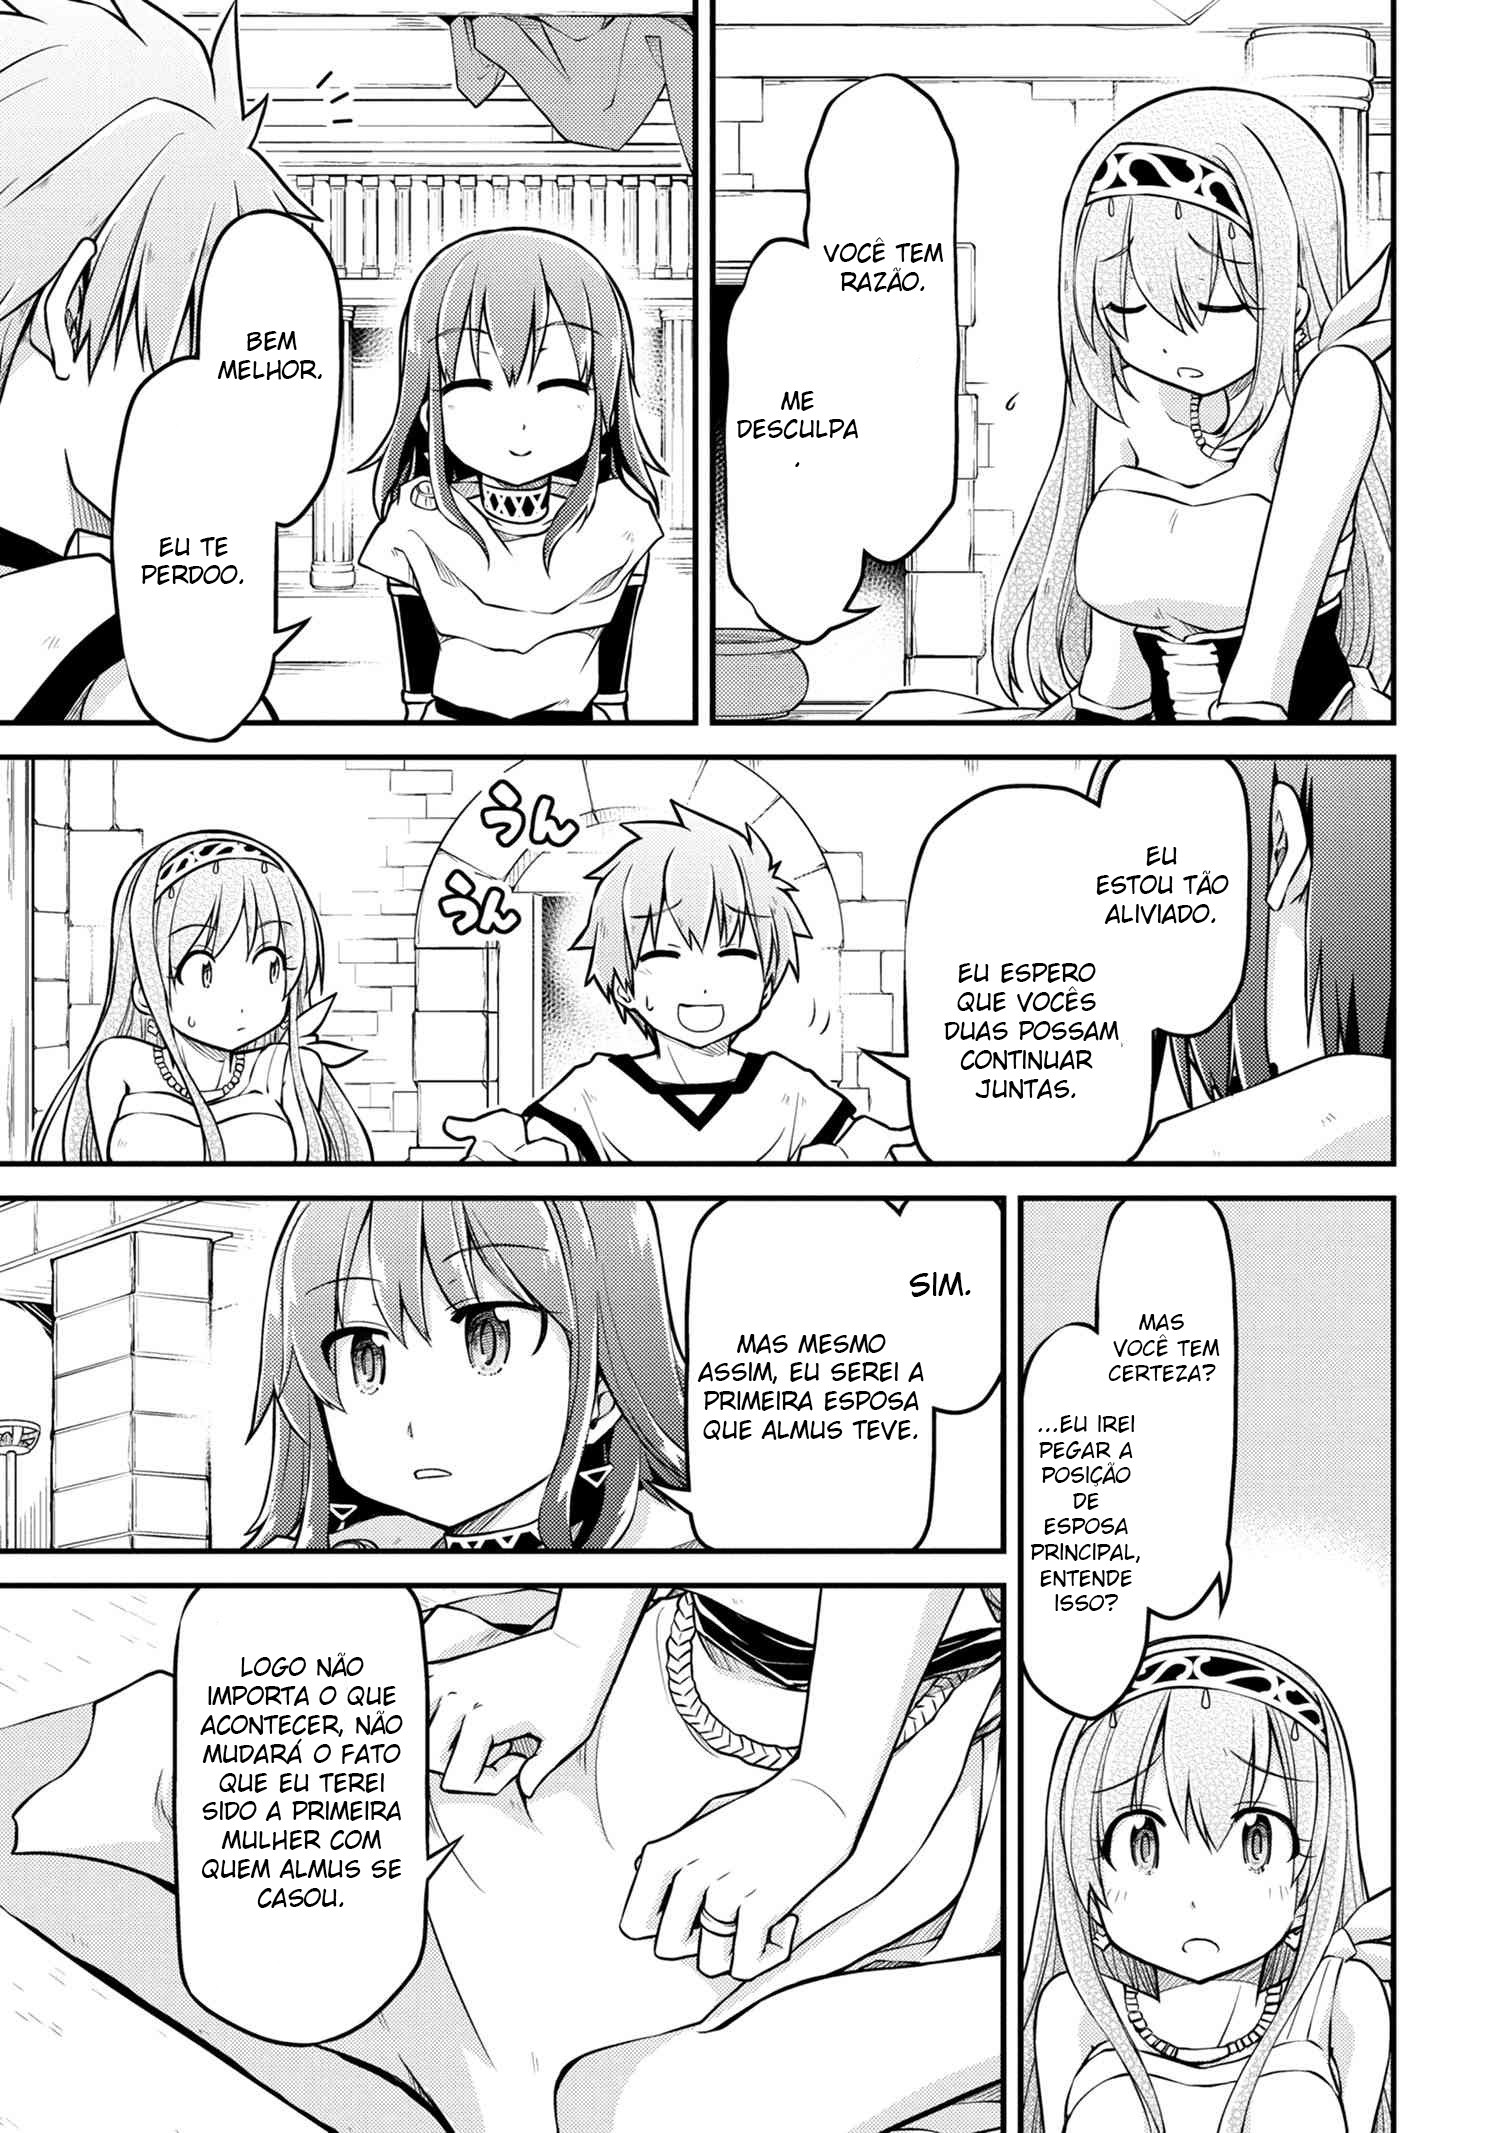 VOCÊ TEM
RAZÃO.
ME
DESCULPA
.
BEM
MELHOR.
EU TE
PERDOO.
EU
ESTOU TÃO
ALIVIADO.
EU ESPERO
QUE VOCÊS
DUAS POSSAM
CONTINUAR
JUNTAS.
うん
うん
MAS
VOCÊ TEM
CERTEZA?
...EU IREI
PEGAR A
POSIÇÃO
DE
ESPOSA
PRINCIPAL,
ENTENDE
ISSO?
SIM.
MAS MESMO
ASSIM, EU SEREI A
PRIMEIRA ESPOSA
QUE ALMUS TEVE.
LOGO NÃO
IMPORTA O QUE
ACONTECER, NÃO
MUDARÁ O FATO
QUE EU TEREI
SIDO A PRIMEIRA
MULHER COM
QUEM ALMUS SE
CASOU.